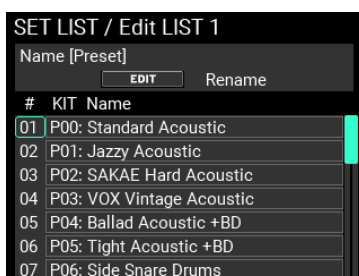 SET LIST / Edit LIST 1
Name [Preset]
EDIT Rename
# KIT Name
01 P00: Standard Acoustic
02 P01: Jazzy Acoustic
03 P02: SAKAE Hard Acoustic
04 P03: VOX Vintage Acoustic
05 P04: Ballad Acoustic +BD
06 P05: Tight Acoustic +BD
07 P06: Side Snare Drums